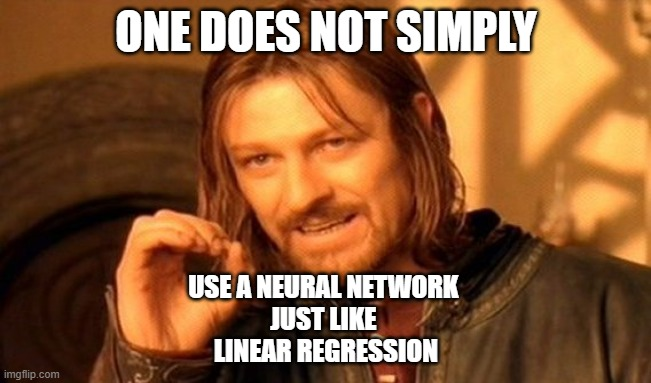 ONE DOES NOT SIMPLY
USE A NEURAL NETWORK
JUST LIKE
LINEAR REGRESSION
imgflip.com